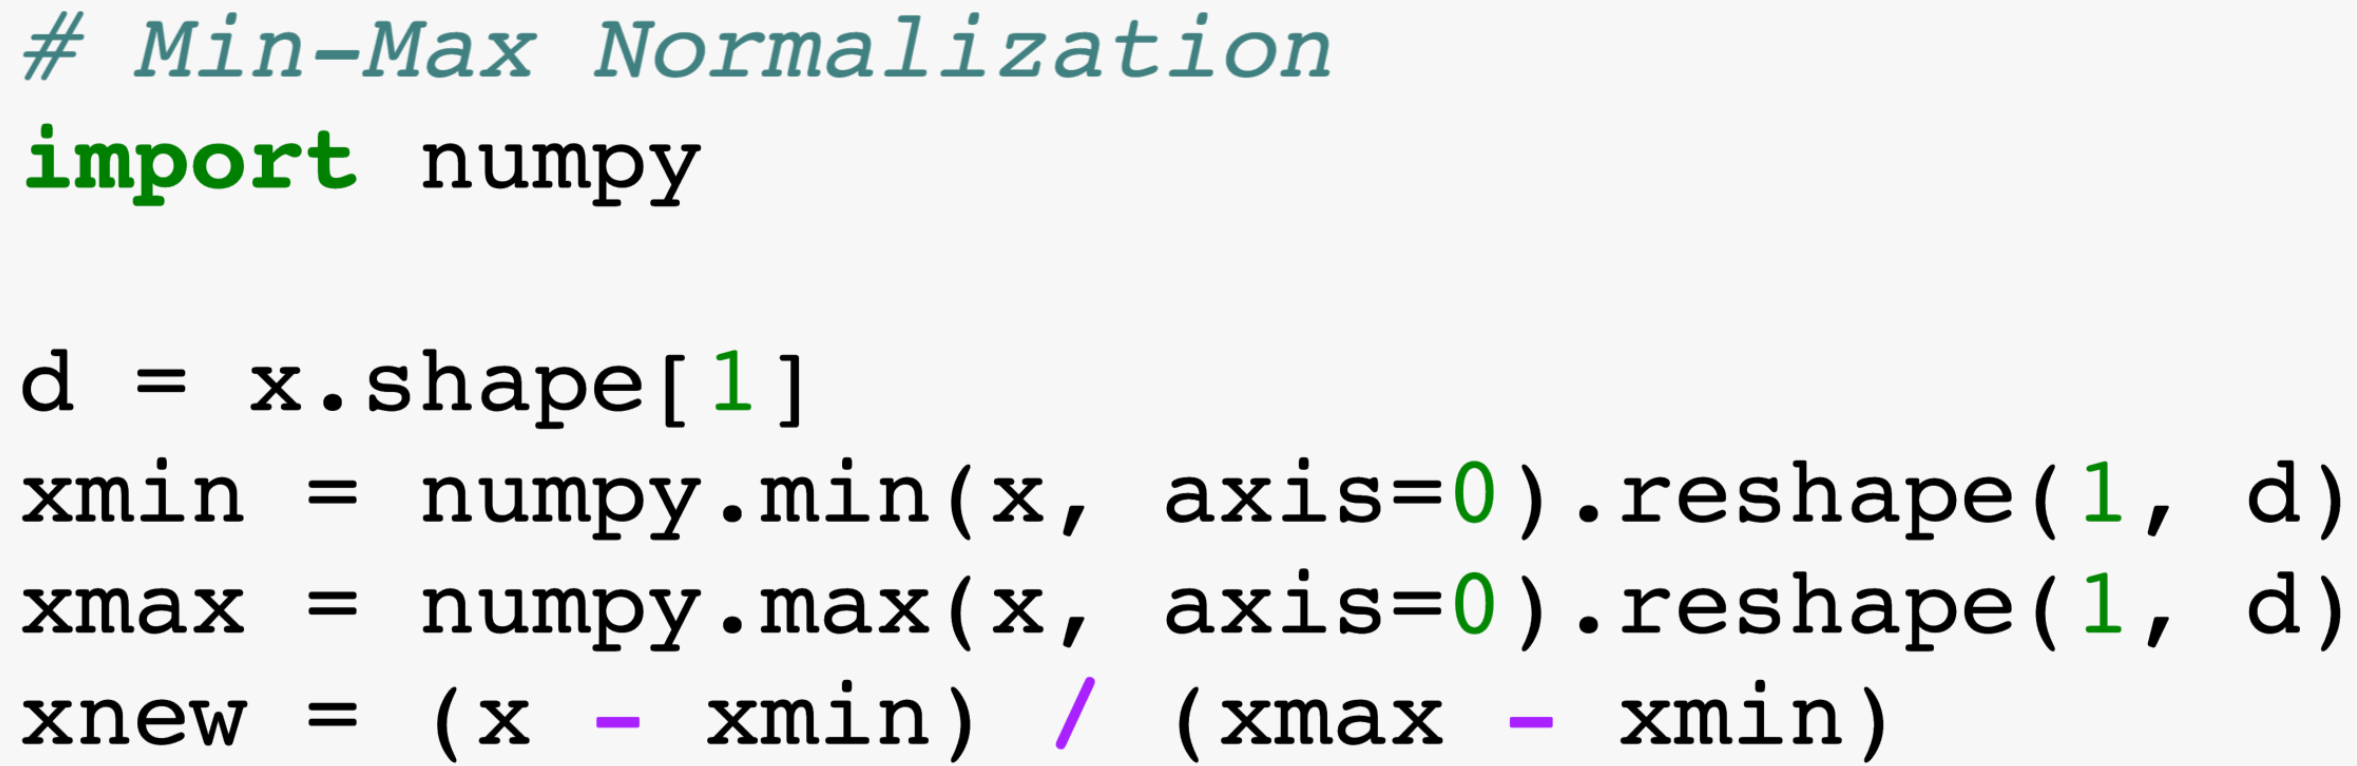 # Min-Max Normalization
import numpy
d = x.shape[1]
xmin = numpy.min(x, axis=0).reshape(1, d)
xmax = numpy.max(x, axis=0).reshape(1, d)
xnew = (x - xmin) / (xmax - xmin)